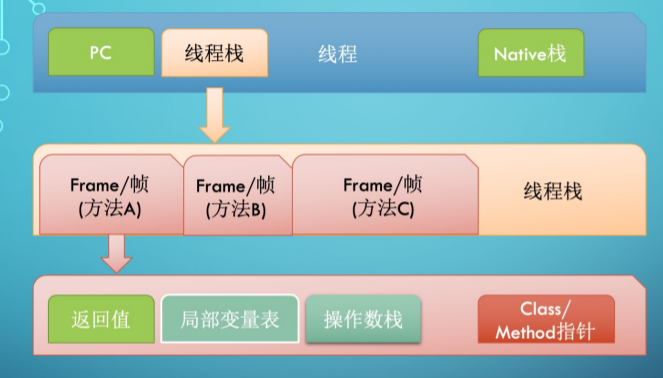 PC
线程栈
线程
Native栈
Frame/帧
(方法A)
Frame/帧
(方法B)
Frame/帧
(方法C)
线程栈
返回值
局部变量表
操作数栈
Class/
Method指针